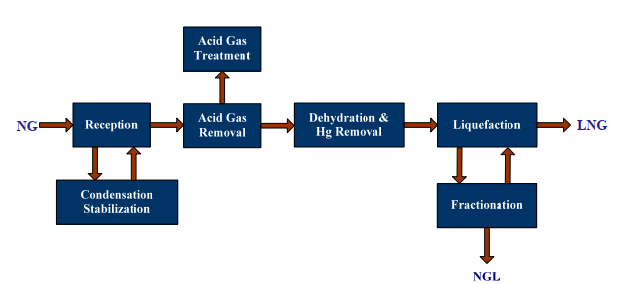 Acid Gas
Treatment
NG
Reception
Acid Gas
Removal
Dehydration &
Hg Removal
Liquefaction
LNG
Condensation
Stabilization
Fractionation
NGL